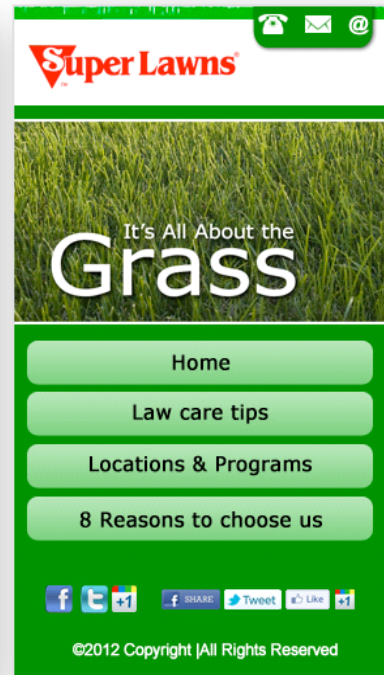 @
Super Lawns®
™
It's All About the
Grass
Home
Law care tips
Locations & Programs
8 Reasons to choose us
f t +1 f SHARE Tweet Like +1
©2012 Copyright |All Rights Reserved